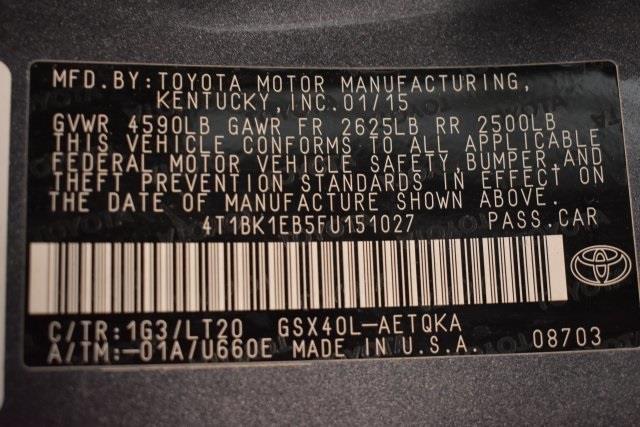 MFD.BY:TOYOTA MOTOR MANUFACTURING,
KENTUCKY,INC.01/15
GVWR 4590LB GAWR FR 2625LB RR 2500LB
THIS VEHICLE CONFORMS TO ALL APPLICABLE
FEDERAL MOTOR VEHICLE SAFETY,BUMPER,AND
THEFT PREVENTION STANDARDS IN EFFECT ON
THE DATE OF MANUFACTURE SHOWN ABOVE.
4T1BK1EB5FU151027 PASS.CAR
C/TR:1G3/LT20 GSX40L-AETQKA
A/TM:-01A/U660E MADE IN U.S.A. 08703